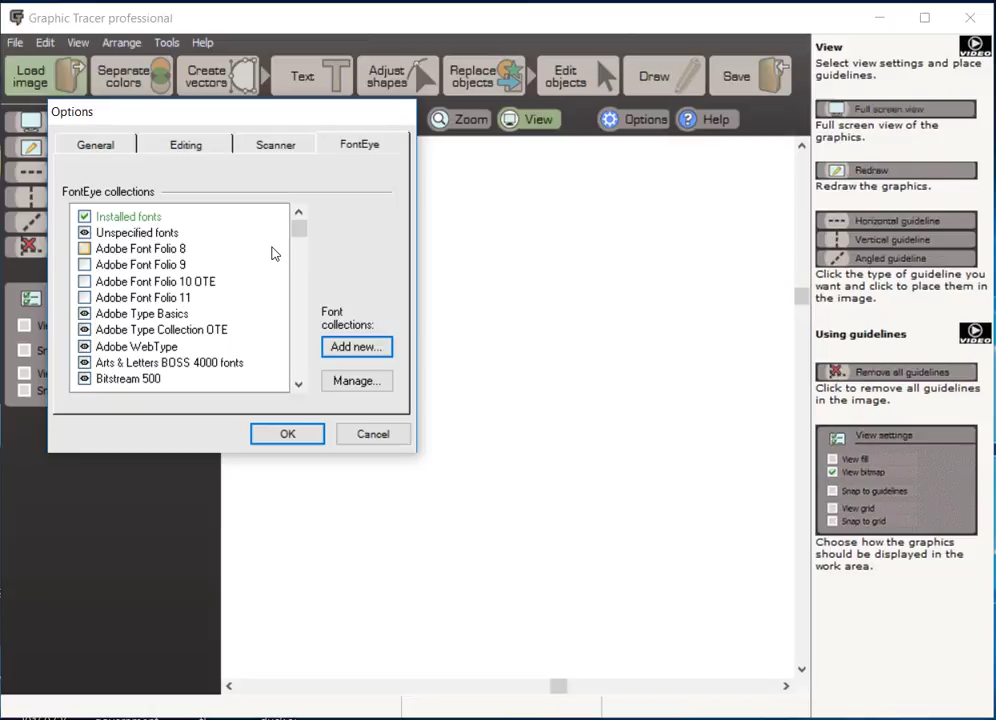 Graphic Tracer professional
File Edit View Arrange Tools Help
Load image
Separate colors
Create vectors
Text
Adjust shapes
Replace objects
Edit objects
Draw
Save
Zoom
View
Options
Help
Options
General
Editing
Scanner
FontEye
FontEye collections
Installed fonts
Unspecified fonts
Adobe Font Folio 8
Adobe Font Folio 9
Adobe Font Folio 10 OTE
Adobe Font Folio 11
Adobe Type Basics
Adobe Type Collection OTE
Adobe WebType
Arts & Letters BOSS 4000 fonts
Bitstream 500
Font
collections:
Add new...
Manage...
OK
Cancel
View
VIDEO
Select view settings and place
guidelines.
Full screen view
Full screen view of the
graphics.
Redraw
Redraw the graphics.
Horizontal guideline
Vertical guideline
Angled guideline
Click the type of guideline you
want and click to place them in
the image.
Using guidelines
VIDEO
Remove all guidelines
Click to remove all guidelines
in the image.
View settings
View fill
View bitmap
Snap to guidelines
View grid
Snap to grid
Choose how the graphics
should be displayed in the
work area.